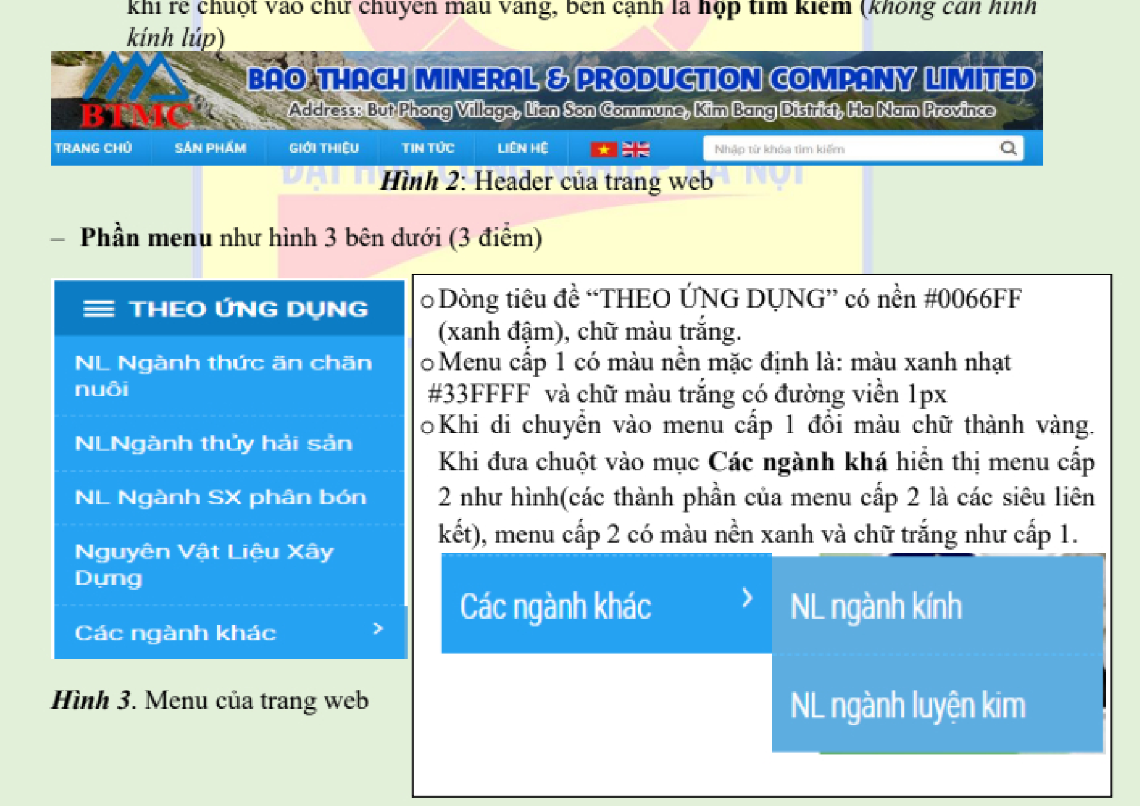 khi rê chuột vào chữ chuyển màu vàng, bên cạnh là hộp tìm kiếm (không cần hình
kính lúp)
BAO THACH MINERAL & PRODUCTION COMPANY LIMITED
BTMC
Address: But Phong Village, Lien Son Commune, Kim Bang District, Ha Nam Province
TRANG CHỦ SẢN PHẨM GIỚI THIỆU TIN TỨC LIÊN HỆ Nhập từ khóa tìm kiếm
ĐẠI HỌC CÔNG NGHIỆP HÀ NỘI
Hình 2: Header của trang web
– Phần menu như hình 3 bên dưới (3 điểm)
THEO ỨNG DỤNG
NL Ngành thức ăn chăn
nuôi
NLNgành thủy hải sản
NL Ngành SX phân bón
Nguyên Vật Liệu Xây
Dựng
Các ngành khác >
Hình 3. Menu của trang web
o Dòng tiêu đề “THEO ỨNG DỤNG” có nền #0066FF
(xanh đậm), chữ màu trắng.
o Menu cấp 1 có màu nền mặc định là: màu xanh nhạt
#33FFFF và chữ màu trắng có đường viền 1px
o Khi di chuyển vào menu cấp 1 đổi màu chữ thành vàng.
Khi đưa chuột vào mục Các ngành khá hiển thị menu cấp
2 như hình(các thành phần của menu cấp 2 là các siêu liên
kết), menu cấp 2 có màu nền xanh và chữ trắng như cấp 1.
Các ngành khác > NL ngành kính
NL ngành luyện kim